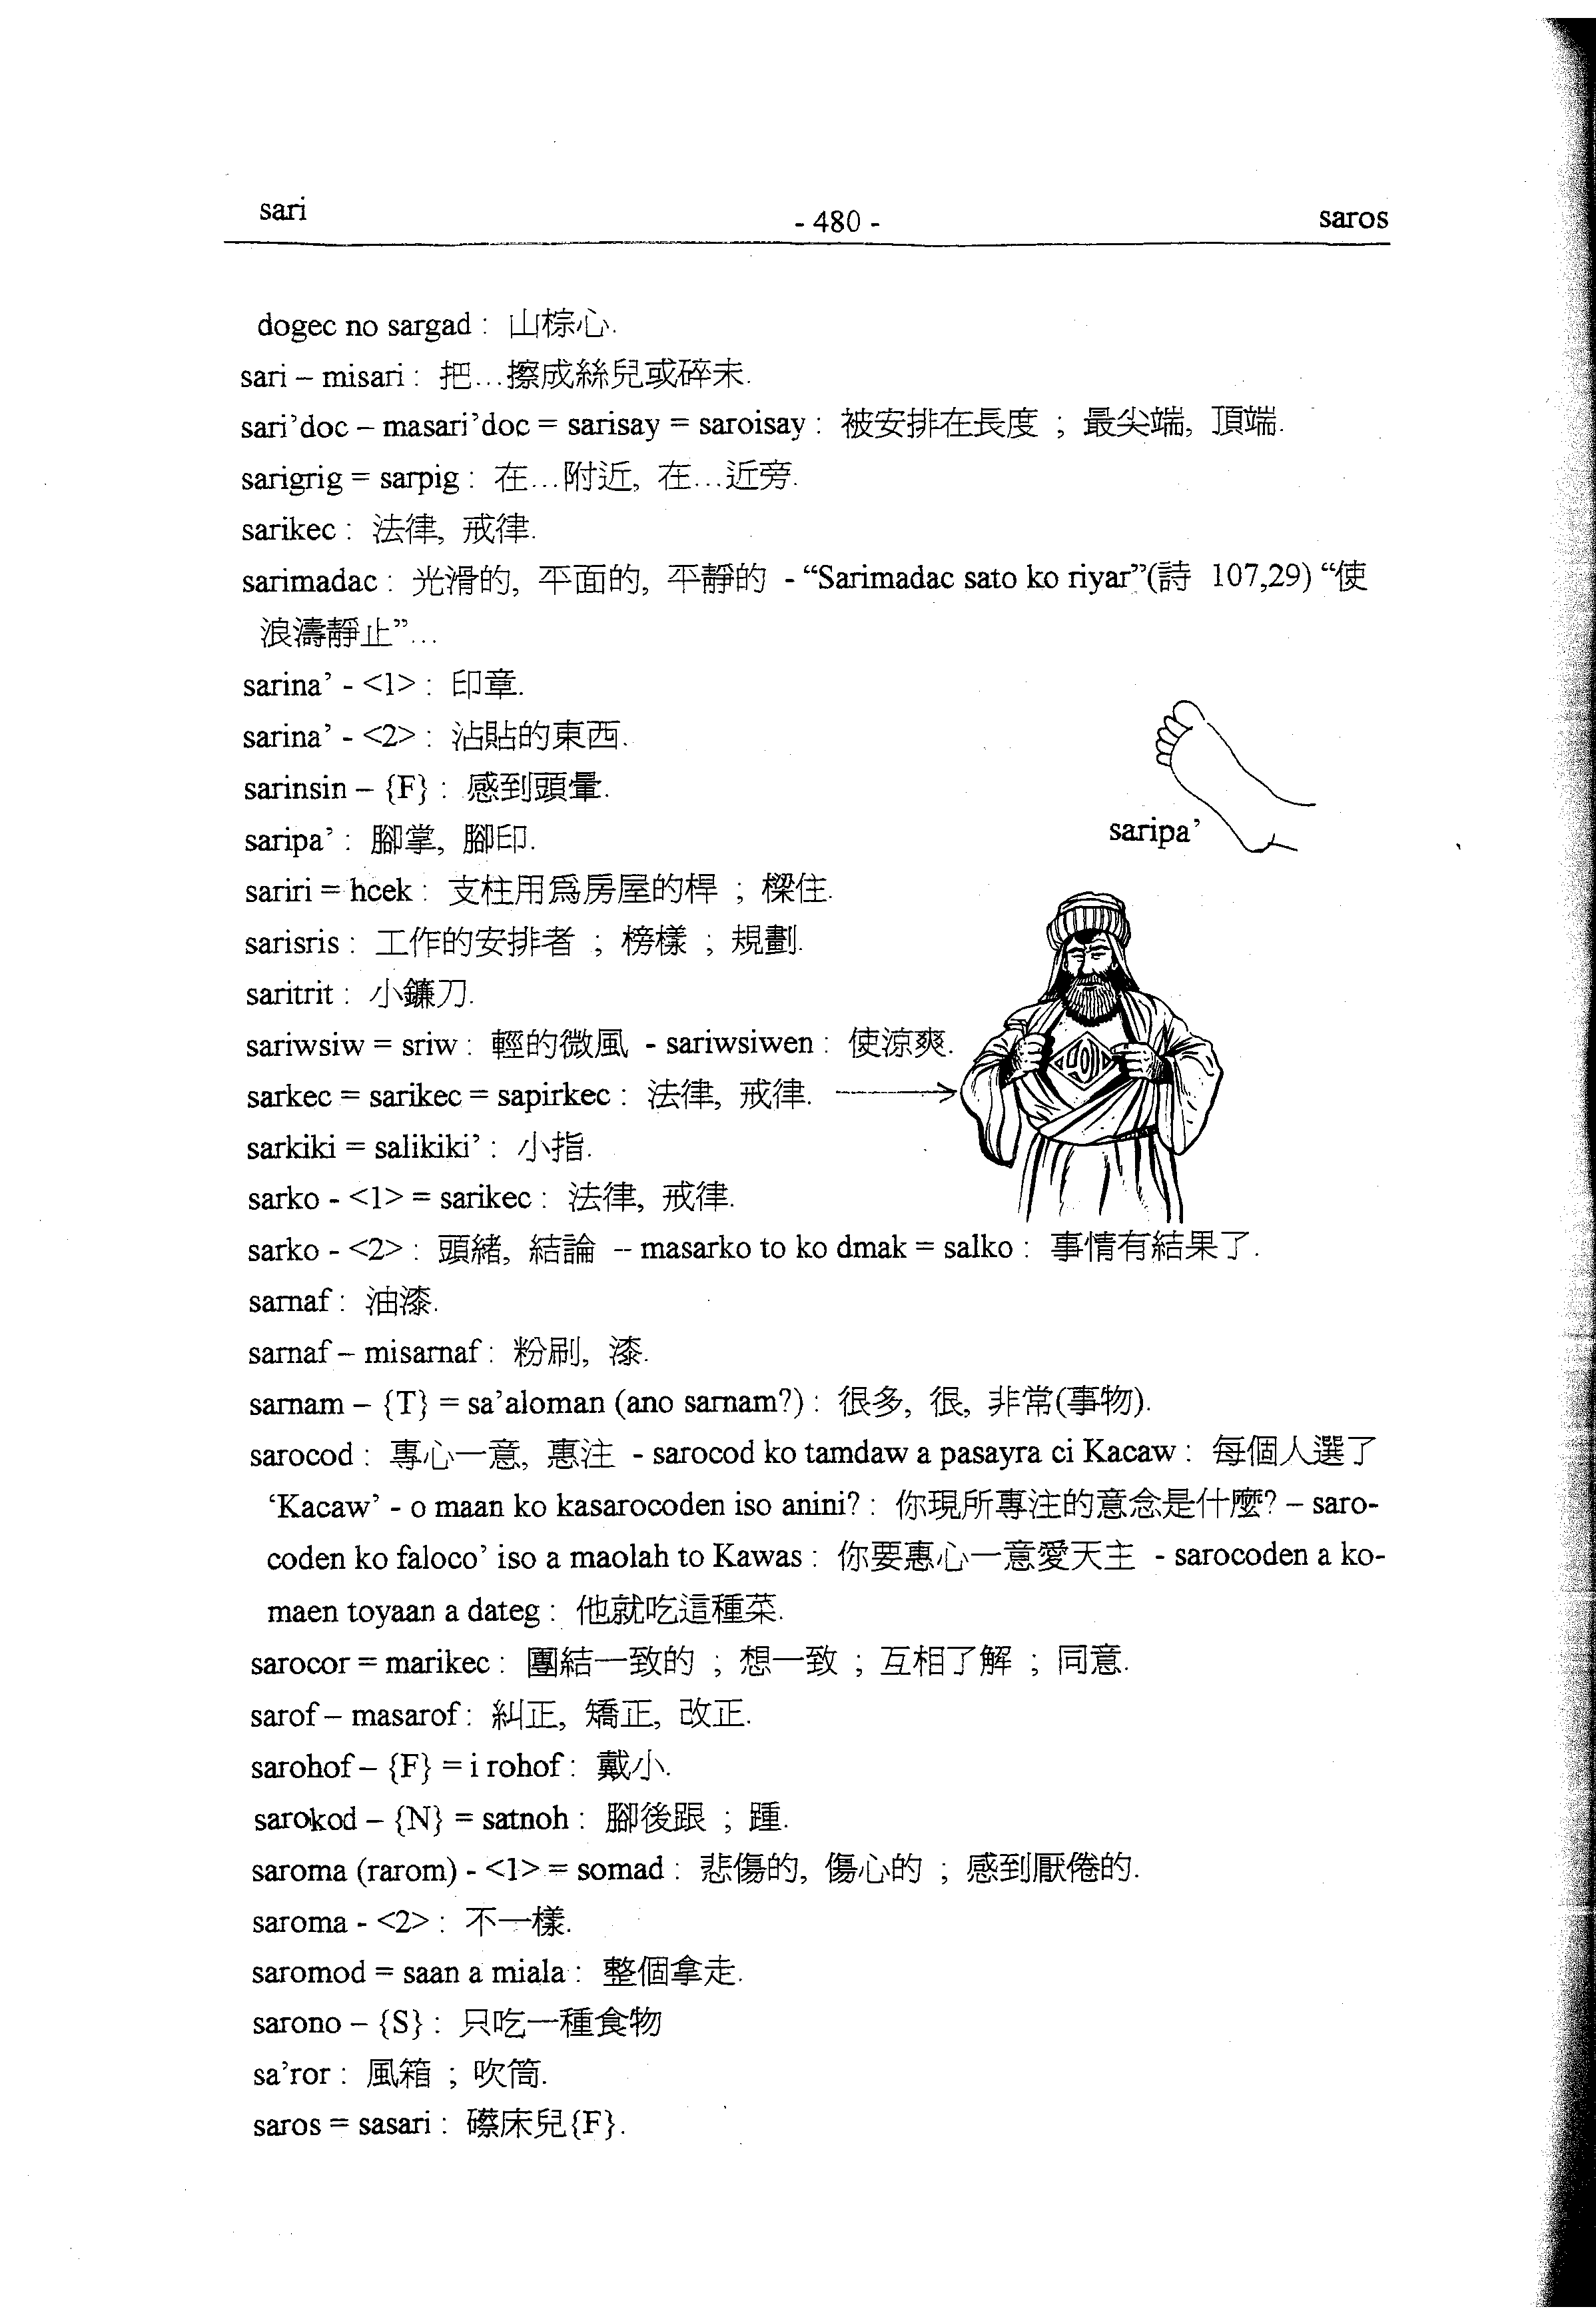 sari
- 480 -
saros
dogec no sargad : 山棕心.
sari – misari : 把…擦成絲兒或碎末.
sari’doc – masari’doc = sarisay = saroisay : 被安排在長度 ; 最尖端, 頂端.
sarigrig = sarpig : 在…附近, 在…近旁.
sarikec : 法律, 戒律.
sarimadac : 光滑的, 平面的, 平靜的 - “Sarimadac sato ko riyar”(詩 107,29) “使
浪濤靜止”…
sarina’ - <1> : 印章.
sarina’ - <2> : 沾貼的東西.
sarinsin – {F} : 感到頭暈.
saripa’ : 腳掌, 腳印.
saripa’
sariri = hcek : 支柱用爲房屋的桿 ; 樑住.
sarisris : 工作的安排者 ; 榜樣 ; 規劃.
saritrit : 小鐮刀.
sariwsiw = sriw : 輕的微風 - sariwsiwen : 使涼爽.
sarkec = sarikec = sapirkec : 法律, 戒律.
sarkiki = salikiki’ : 小指.
sarko - <1> = sarikec : 法律, 戒律.
sarko - <2> : 頭緒, 結論 -- masarko to ko dmak = salko : 事情有結果了.
sarnaf : 油漆.
sarnaf – misarnaf : 粉刷, 漆.
sarnam – {T} = sa’aloman (ano sarnam?) : 很多, 很, 非常(事物).
sarocod : 專心一意, 惠注 - sarocod ko tamdaw a pasayra ci Kacaw : 每個人選了
‘Kacaw’ - o maan ko kasarocoden iso anini? : 你現所專注的意念是什麼? – saro-
coden ko faloco’ iso a maolah to Kawas : 你要惠心一意愛天主 - sarocoden a ko-
maen toyaan a dateg : 他就吃這種菜.
sarocor = marikec : 團結一致的 ; 想一致 ; 互相了解 ; 同意.
sarof – masarof : 糾正, 矯正, 改正.
sarohof – {F} = i rohof : 戴小.
sarokod – {N} = satnoh : 腳後跟 ; 踵.
saroma (rarom) - <1> = somad : 悲傷的, 傷心的 ; 感到厭倦的.
saroma - <2> : 不一樣.
saromod = saan a miala : 整個拿走.
sarono – {S} : 只吃一種食物
sa’ror : 風箱 ; 吹筒.
saros = sasari : 礤床兒{F}.